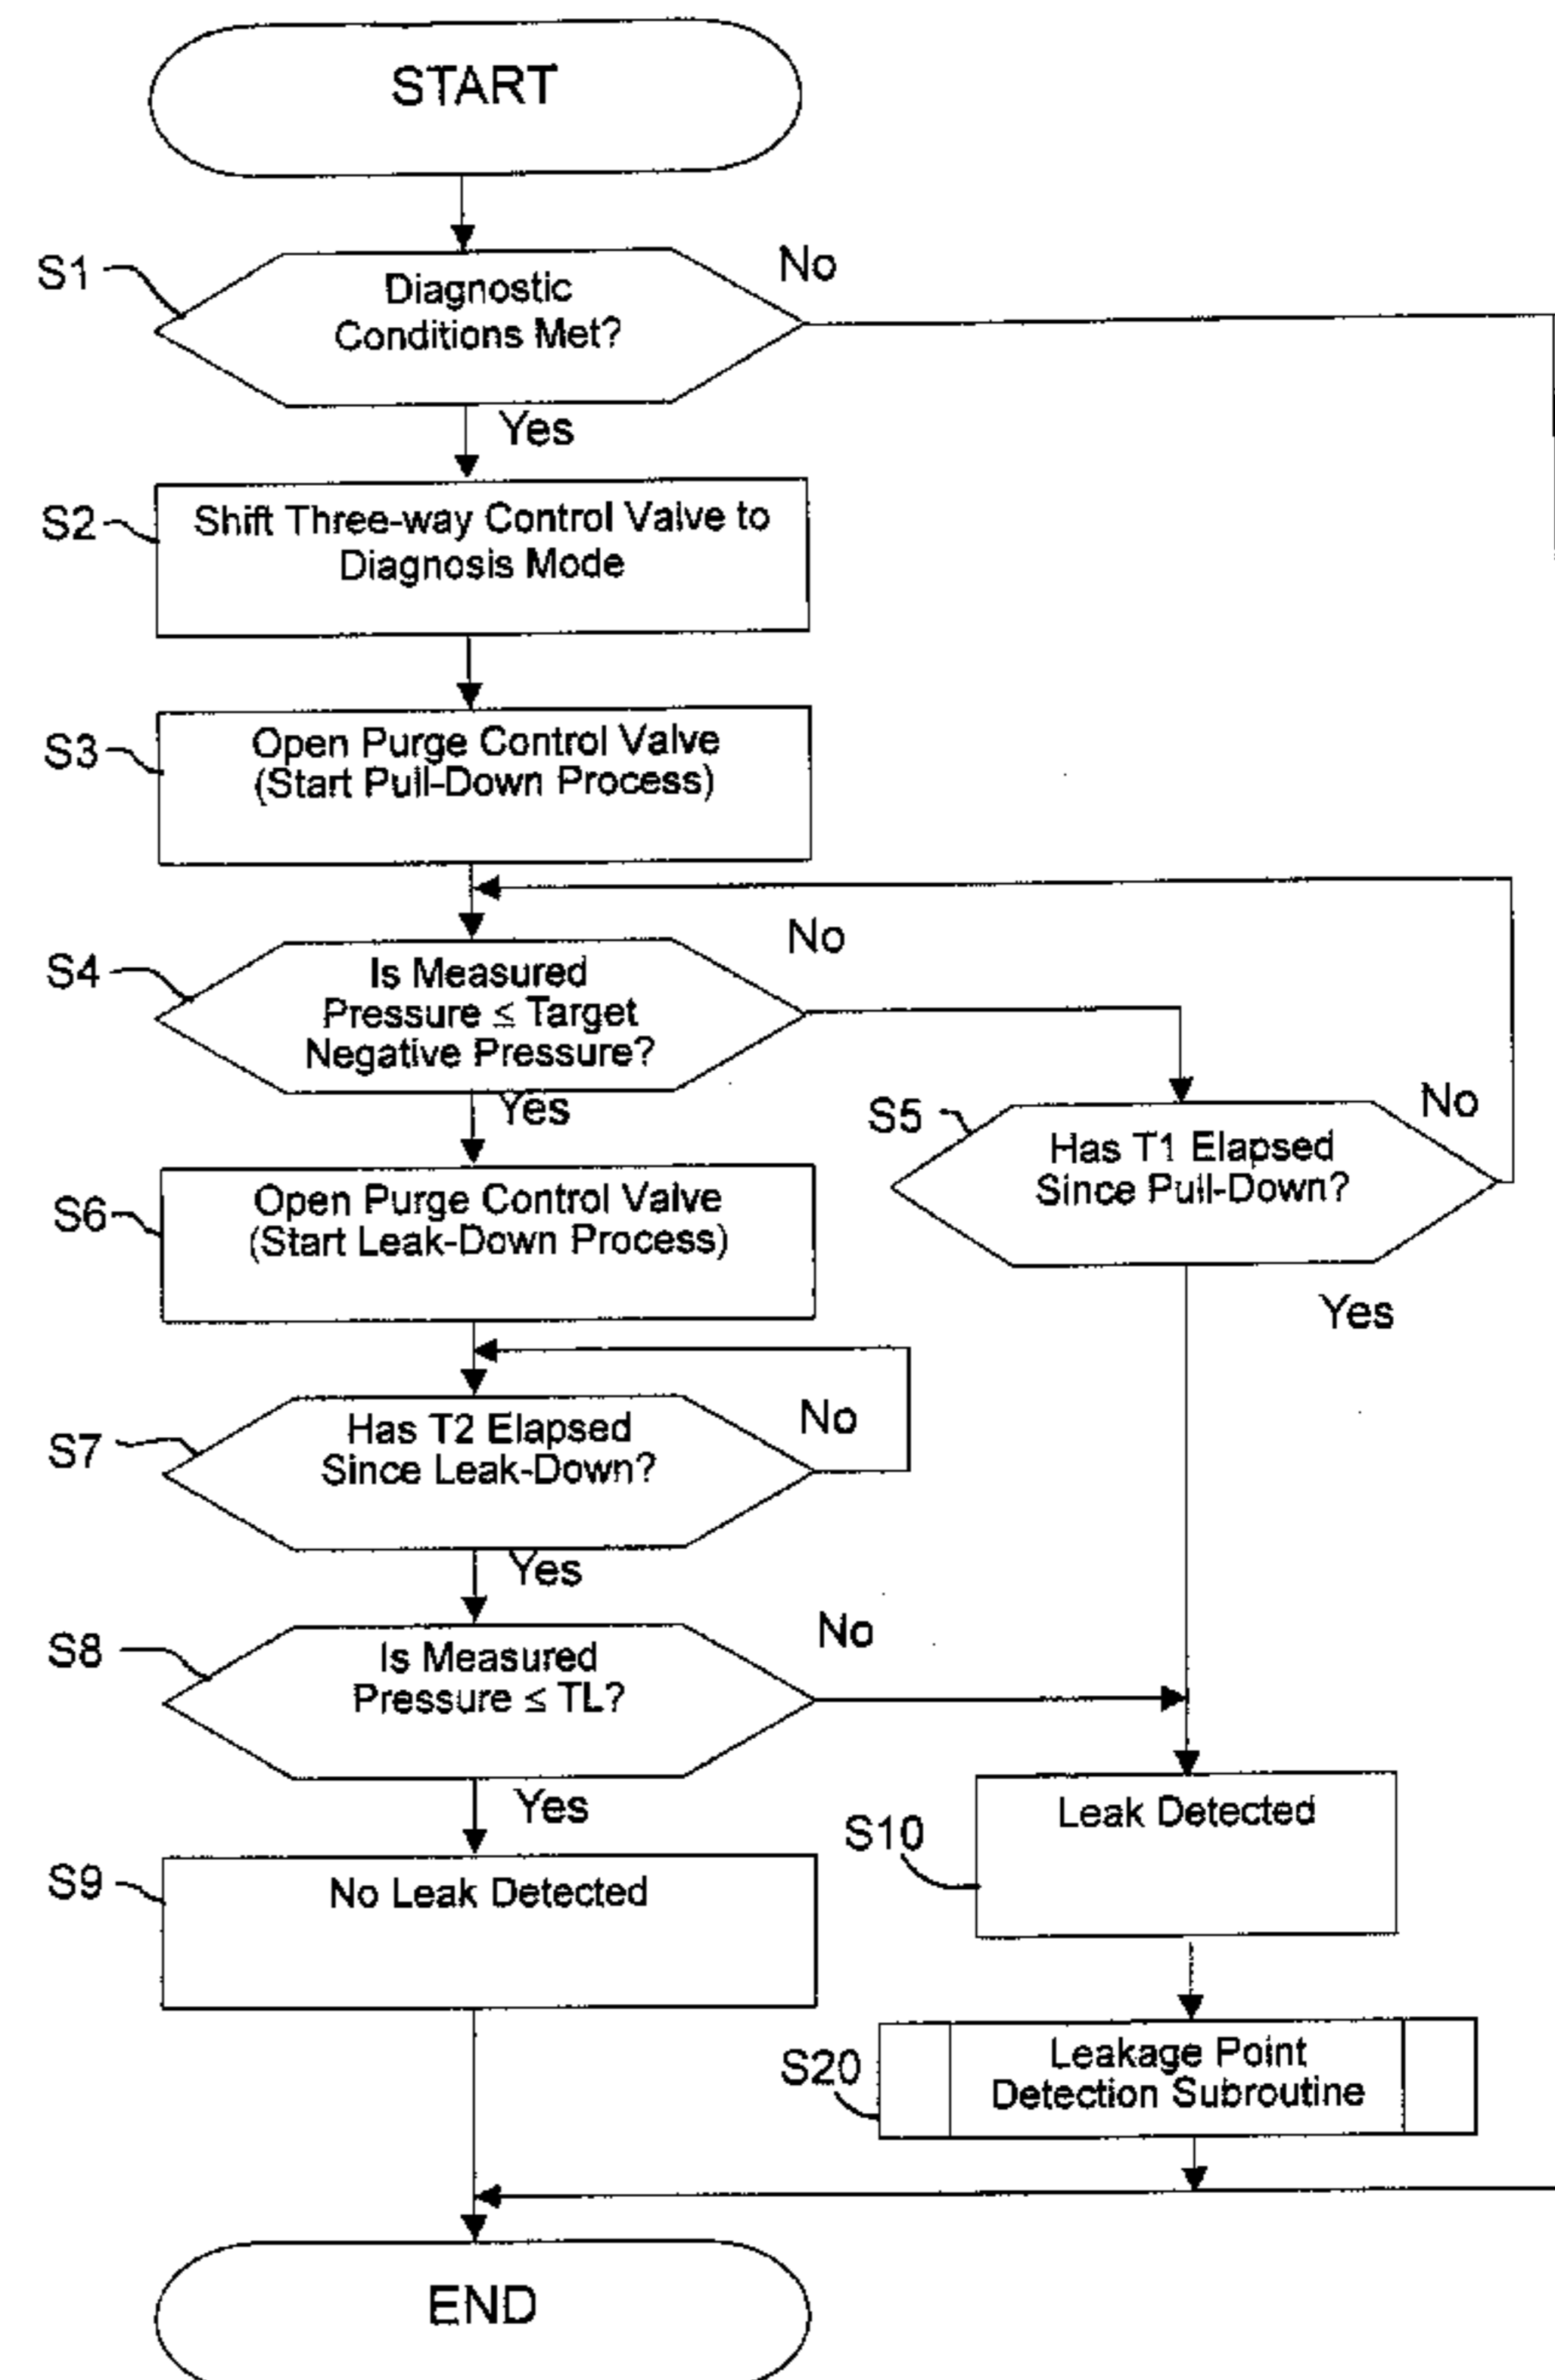 START
S1
Diagnostic
Conditions Met?
No
Yes
S2
Shift Three-way Control Valve to
Diagnosis Mode
S3
Open Purge Control Valve
(Start Pull-Down Process)
S4
Is Measured
Pressure ≤ Target
Negative Pressure?
No
Yes
S5
Has T1 Elapsed
Since Pull-Down?
No
Yes
S6
Open Purge Control Valve
(Start Leak-Down Process)
S7
Has T2 Elapsed
Since Leak-Down?
No
Yes
S8
Is Measured
Pressure ≤ TL?
No
Yes
S9
No Leak Detected
S10
Leak Detected
S20
Leakage Point
Detection Subroutine
END